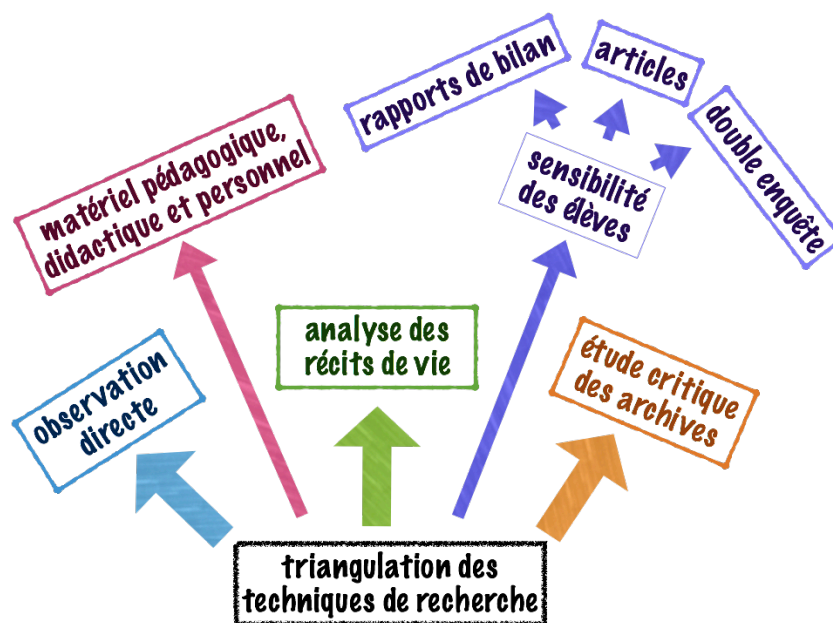 rapports de bilan
articles
double enquête
matériel pédagogique,
didactique et personnel
sensibilité
des élèves
observation
directe
analyse des
récits de vie
étude critique
des archives
triangulation des
techniques de recherche